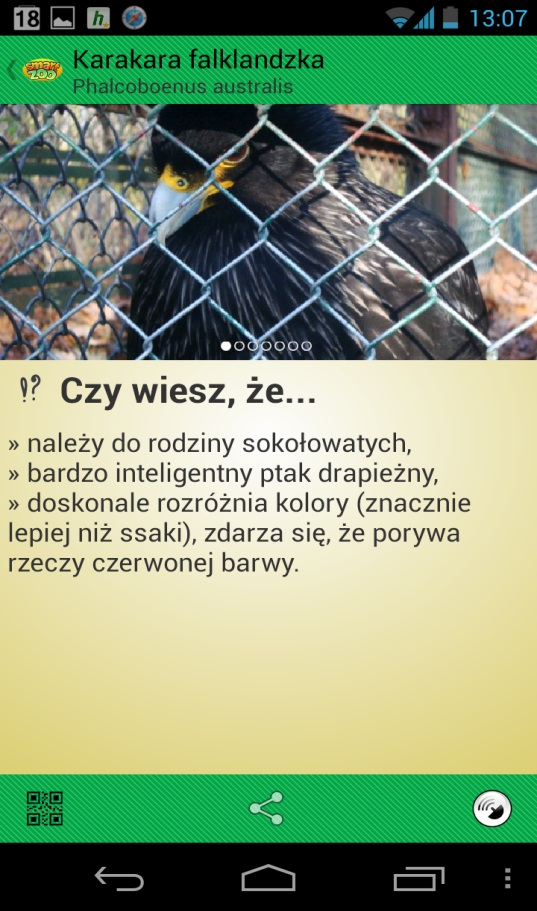 18
h
13:07
smart
zoo
Karakara falklandzka
Phalcoboenus australis
!? Czy wiesz, że...
» należy do rodziny sokołowatych,
» bardzo inteligentny ptak drapieżny,
» doskonale rozróżnia kolory (znacznie
lepiej niż ssaki), zdarza się, że porywa
rzeczy czerwonej barwy.